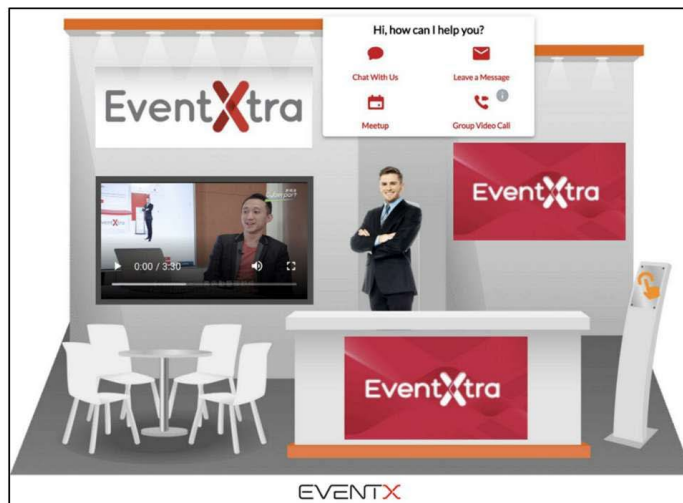 Hi, how can I help you?
Chat With Us
Leave a Message
Meetup
Group Video Call
EventXtra
EventXtra
0:00 / 3:30
EventXtra
EVENTX